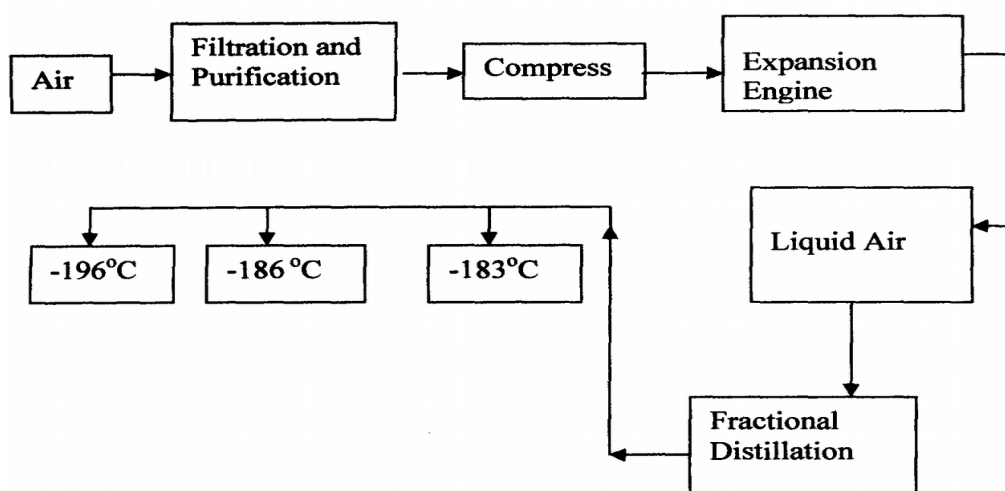 Air
Filtration and
Purification
Compress
Expansion
Engine
-196°C
-186 °C
-183°C
Liquid Air
Fractional
Distillation